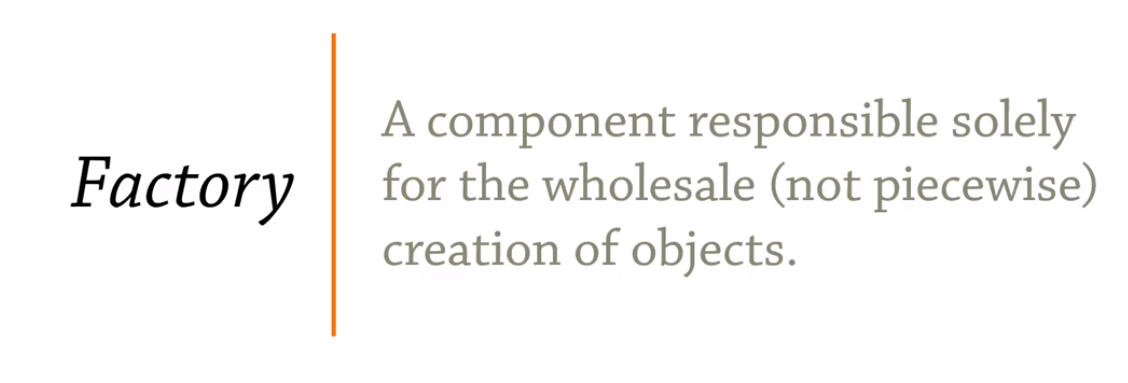 Factory
A component responsible solely
for the wholesale (not piecewise)
creation of objects.